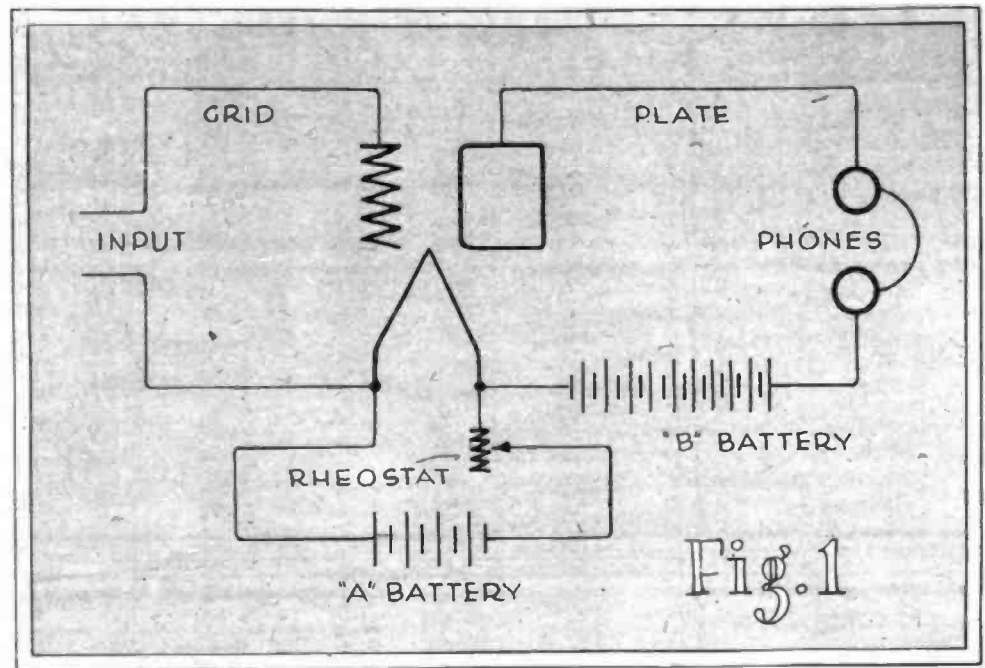 GRID
PLATE
INPUT
PHONES
"B" BATTERY
RHEOSTAT
"A" BATTERY
Fig.1